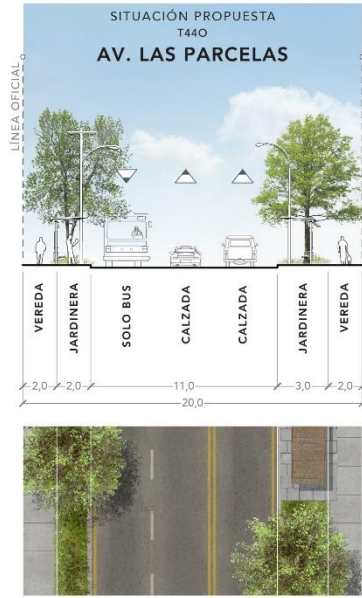 SITUACIÓN PROPUESTA
T440
AV. LAS PARCELAS
LÍNEA OFICIAL
VEREDA
JARDINERA
SOLO BUS
CALZADA
CALZADA
JARDINERA
VEREDA
2,0 2,0 11,0 3,0 2,0
20,0